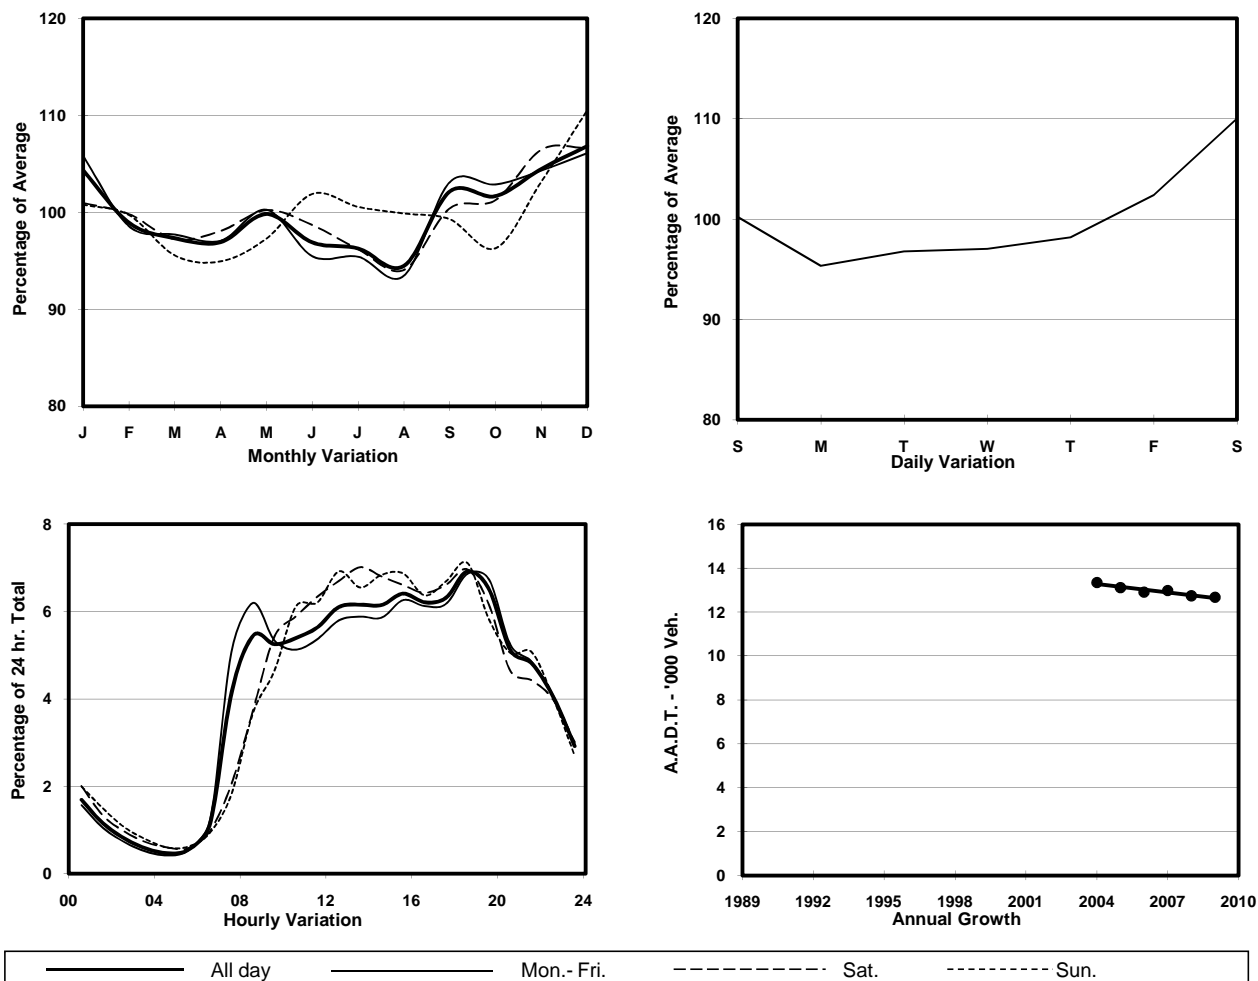 120
110
100
90
80
Percentage of Average
J F M A M J J A S O N D
Monthly Variation
120
110
100
90
80
Percentage of Average
S M T W T F S
Daily Variation
8
6
4
2
0
Percentage of 24 hr. Total
00 04 08 12 16 20 24
Hourly Variation
16
14
12
10
8
6
4
2
0
A.A.D.T. - '000 Veh.
1989 1992 1995 1998 2001 2004 2007 2010
Annual Growth
All day Mon.- Fri. Sat. Sun.